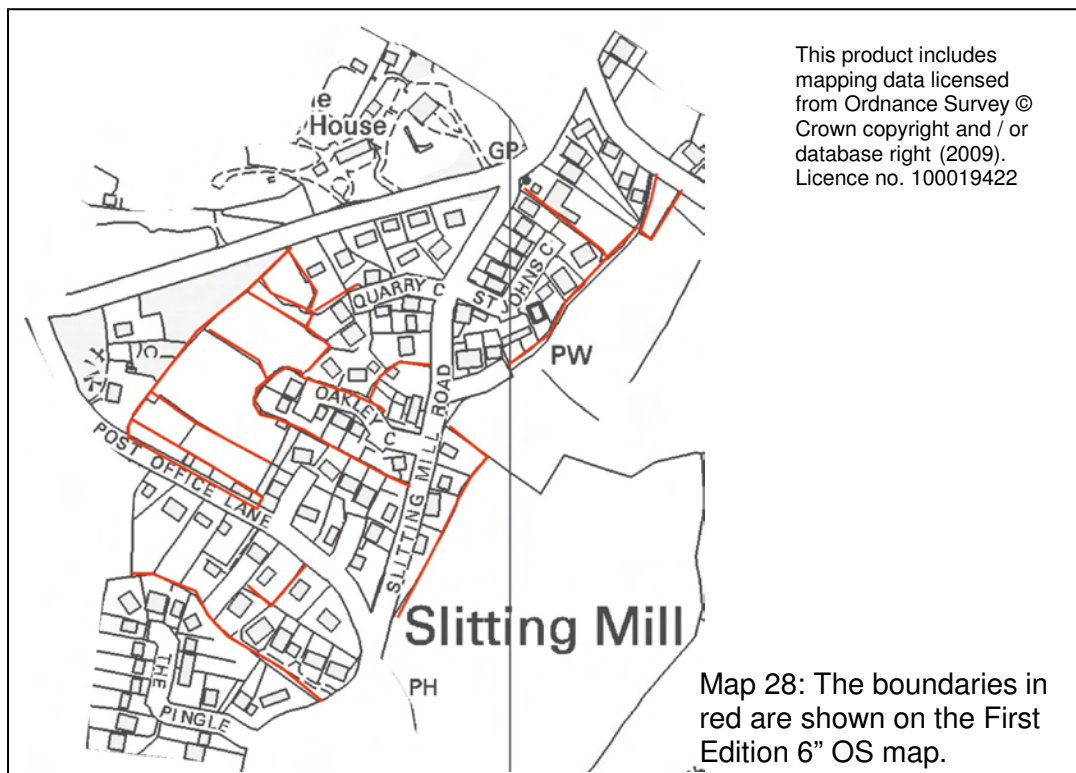 This product includes
mapping data licensed
from Ordnance Survey ©
Crown copyright and / or
database right (2009).
Licence no. 100019422
e
House
GP
QUARRY C
ST JOHNS C
PW
OAKLEY C
SLITTING MILL ROAD
POST OFFICE LANE
Slitting Mill
PH
THE
PINGLE
Map 28: The boundaries in
red are shown on the First
Edition 6” OS map.